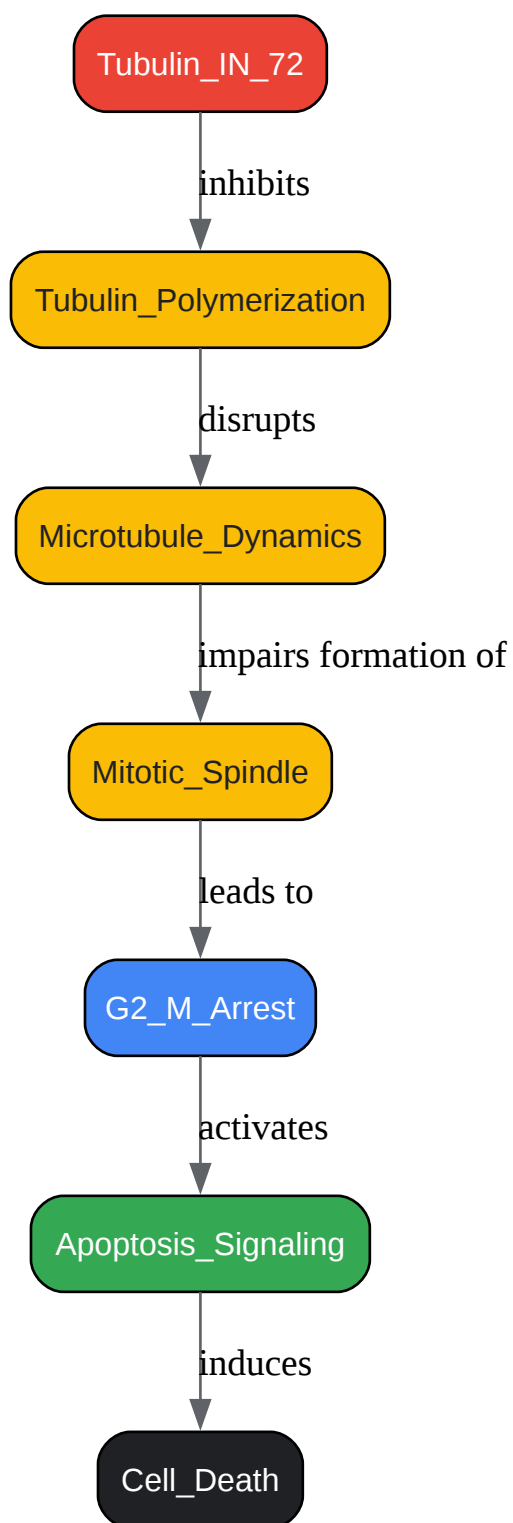 Tubulin_IN_72
inhibits
Tubulin_Polymerization
disrupts
Microtubule_Dynamics
impairs formation of
Mitotic_Spindle
leads to
G2_M_Arrest
activates
Apoptosis_Signaling
induces
Cell_Death